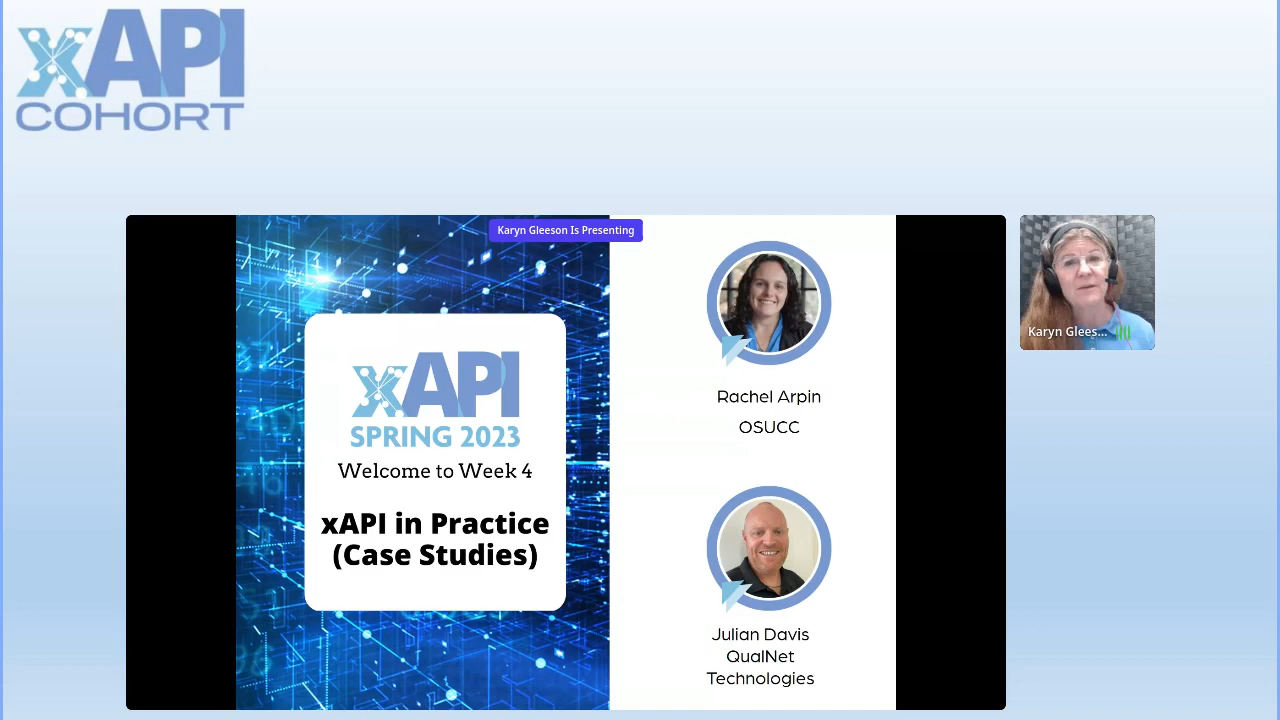 xAPI
COHORT
Karyn Gleeson Is Presenting
xAPI
SPRING 2023
Welcome to Week 4
xAPI in Practice
(Case Studies)
Rachel Arpin
OSUCC
Julian Davis
QualNet
Technologies
Karyn Glees...